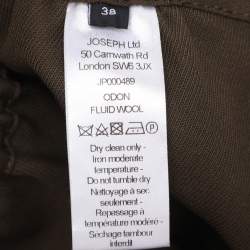 38
JOSEPH Ltd
50 Carnwath Rd
London SW6 3JX
JP000489
ODON
FLUID WOOL
Dry clean only -
Iron moderate
temperature -
Do not tumble dry
Nettoyage à sec
seulement -
Repassage à
température modérée -
Séchage tambour
interdit